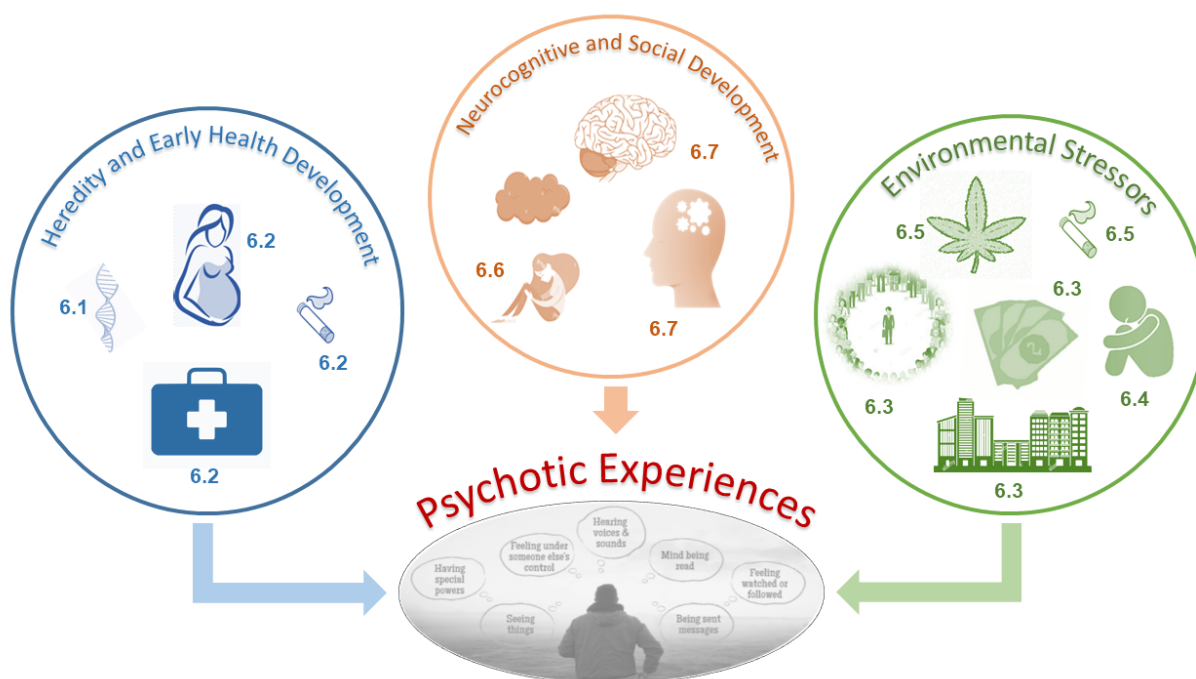 Heredity and Early Health Development
6.1
6.2
6.2
6.2
Neurocognitive and Social Development
6.7
6.6
6.7
Environmental Stressors
6.5
6.5
6.3
6.3
6.4
6.3
Psychotic Experiences
Hearing
voices &
sounds
Feeling under
someone else's
control
Mind being
read
Having
special
powers
Feeling
watched or
followed
Seeing
things
Being sent
messages